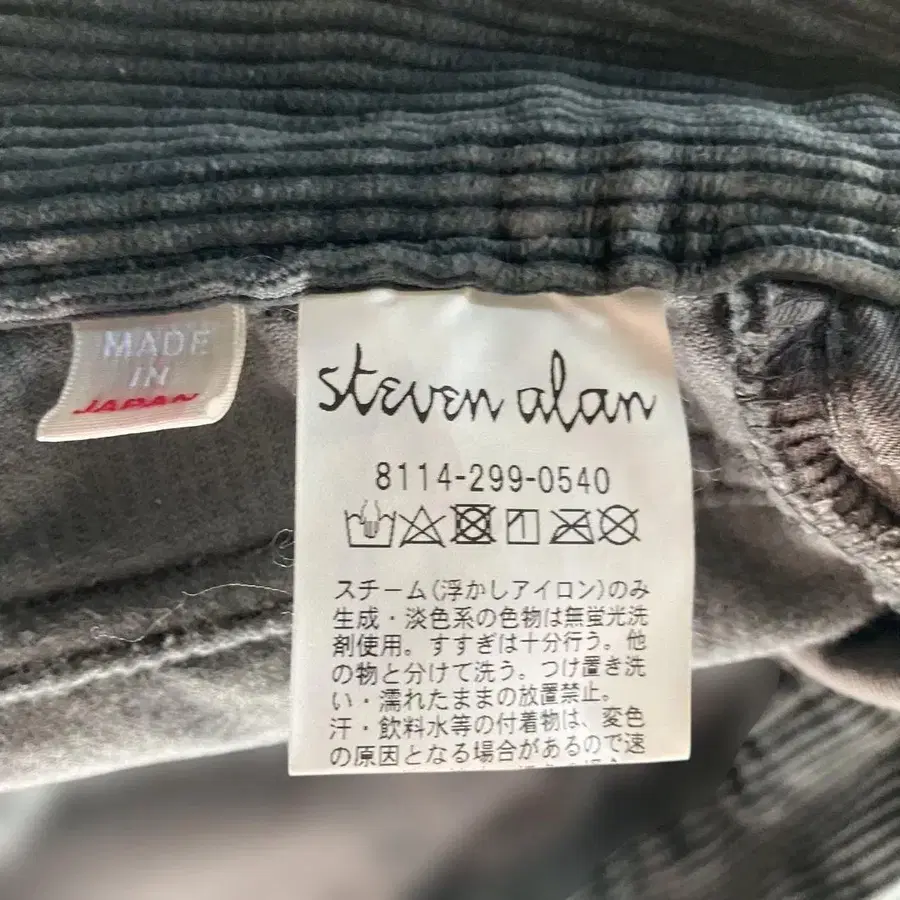 MADE
IN
JAPAN
steven alan
8114-299-0540
スチーム(浮かしアイロン)のみ
生成・淡色系の色物は無蛍光洗
剤使用。すすぎは十分行う。他
の物と分けて洗う。つけ置き洗
い・濡れたままの放置禁止。
汗・飲料水等の付着物は、変色
の原因となる場合があるので速